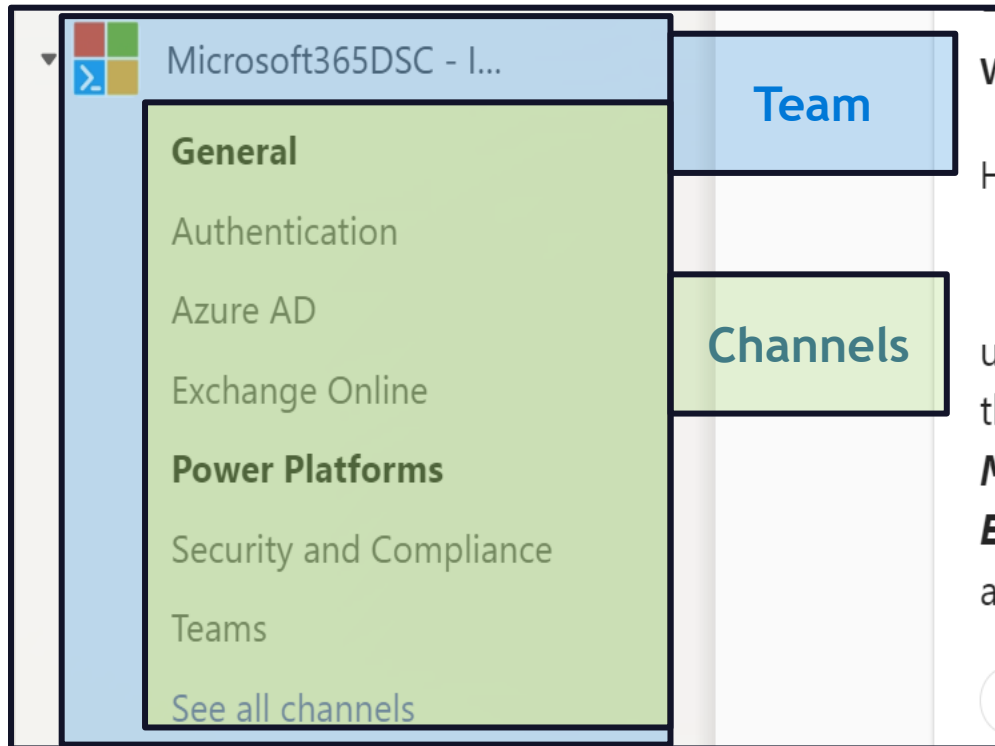 Microsoft365DSC - I...
Team
General
Authentication
Azure AD
Exchange Online
Channels
Power Platforms
Security and Compliance
Teams
See all channels